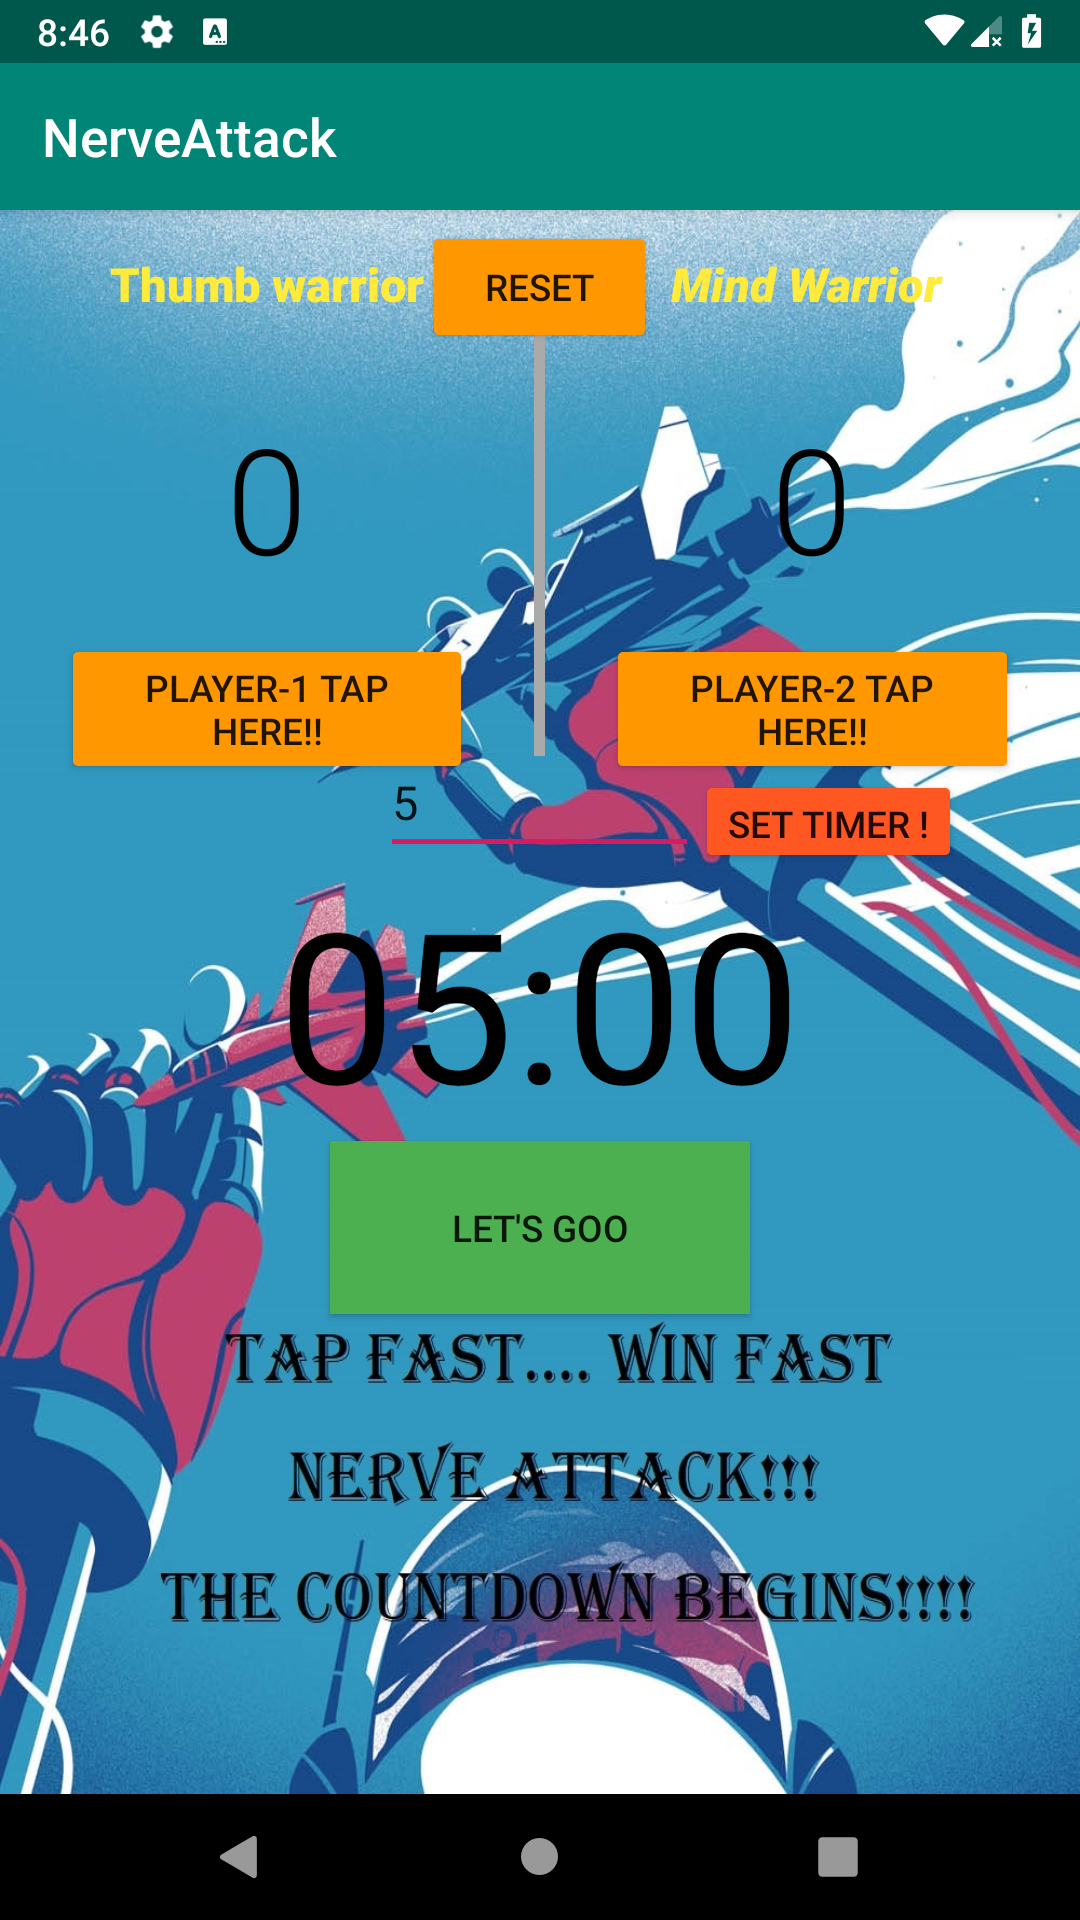 8:46
NerveAttack
Thumb warrior RESET Mind Warrior
0 0
PLAYER-1 TAP
HERE!!
PLAYER-2 TAP
HERE!!
5
SET TIMER !
05:00
LET'S GOO
TAP FAST.... WIN FAST
NERVE ATTACK!!!
THE COUNTDOWN BEGINS!!!!